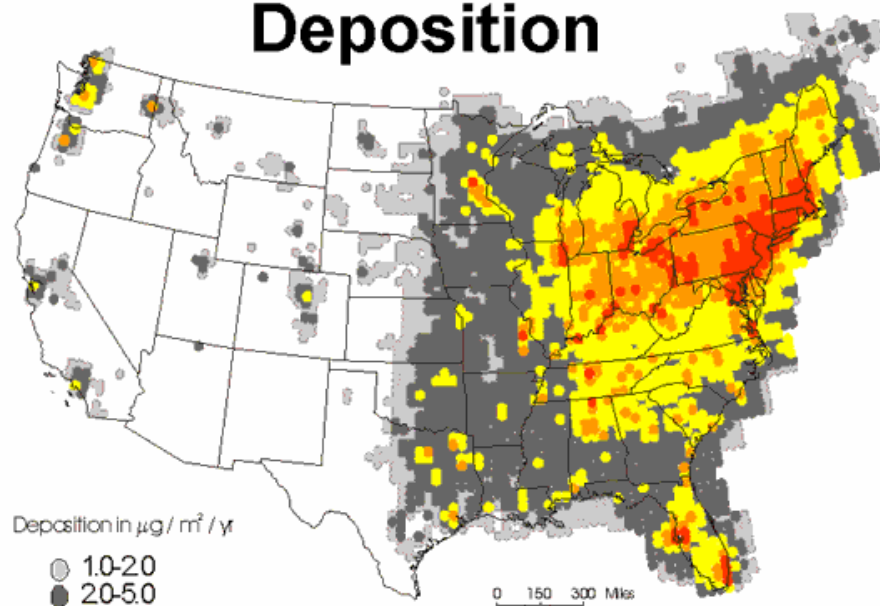 Deposition
Deposition in μg / m² / yr
1.0-2.0
2.0-5.0
0 150 300 Miles